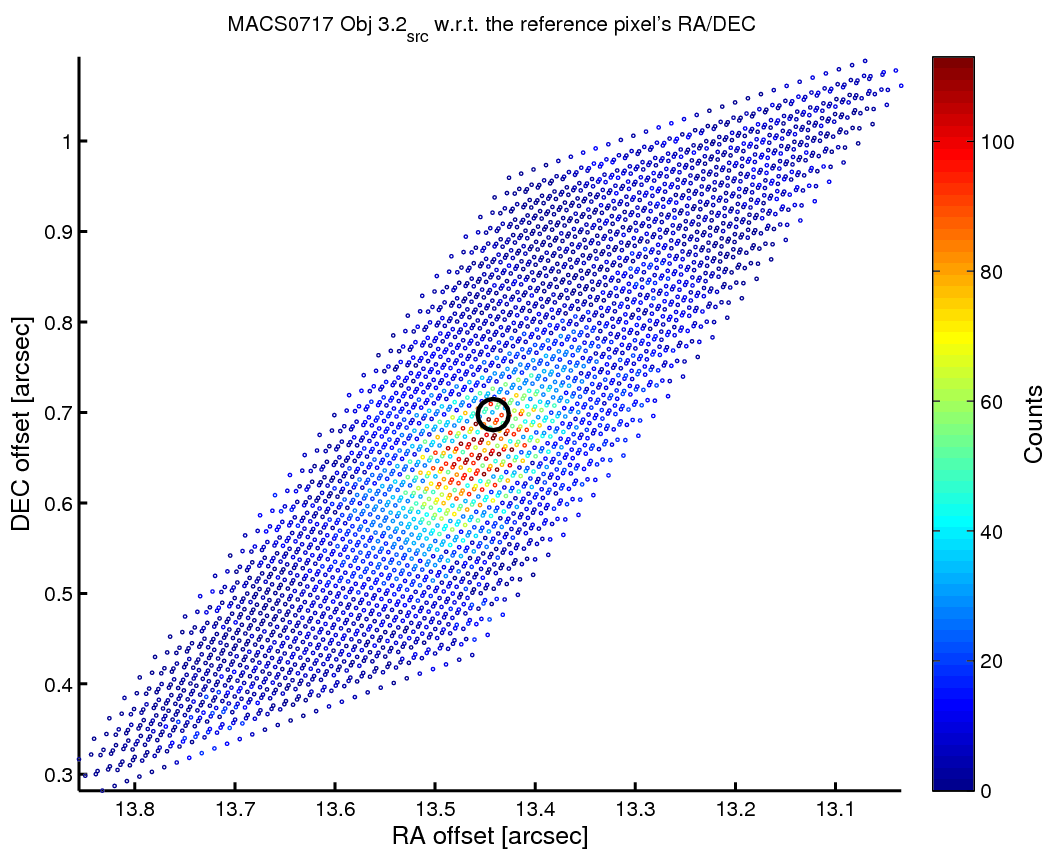 MACS0717 Obj 3.2src w.r.t. the reference pixel's RA/DEC
1
0.9
0.8
0.7
0.6
0.5
0.4
0.3
DEC offset [arcsec]
13.8 13.7 13.6 13.5 13.4 13.3 13.2 13.1
RA offset [arcsec]
100
80
60
40
20
0
Counts